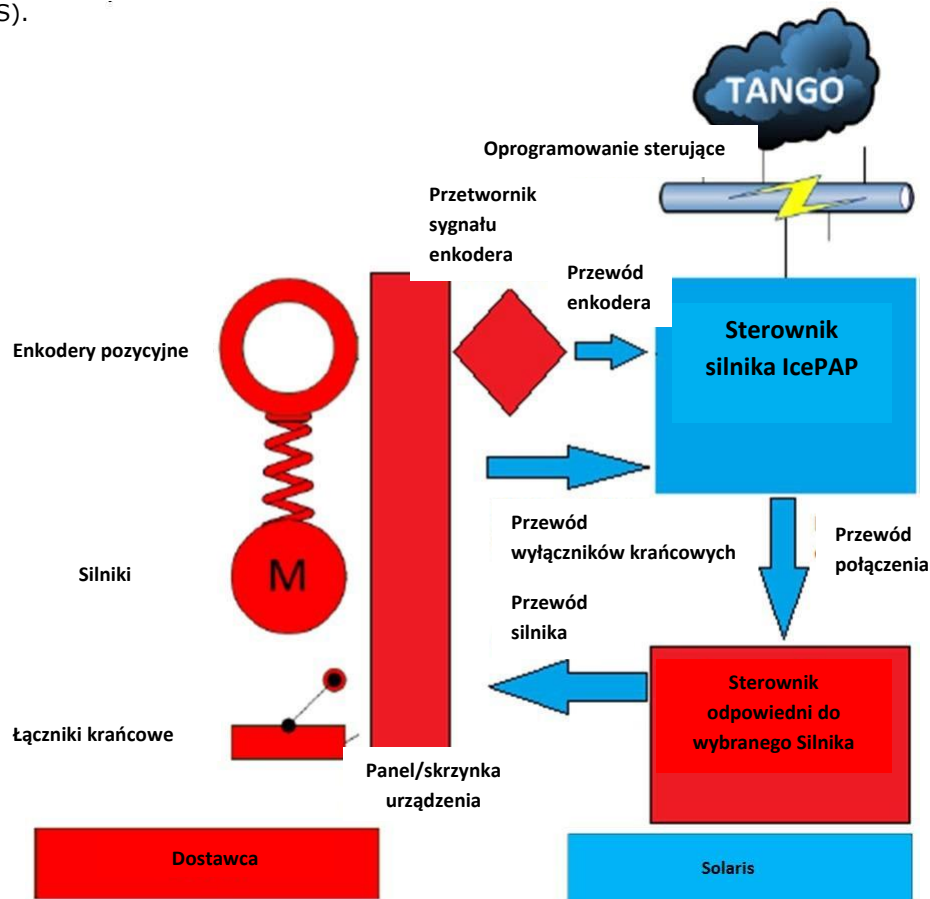 S).
TANGO
Oprogramowanie sterujące
Przetwornik
sygnału
enkodera
Przewód
enkodera
Sterownik
silnika IcePAP
Enkodery pozycyjne
Przewód
wyłączników krańcowych
Przewód
połączenia
Silniki
M
Przewód
silnika
Sterownik
odpowiedni do
wybranego Silnika
Łączniki krańcowe
Panel/skrzynka
urządzenia
Dostawca
Solaris